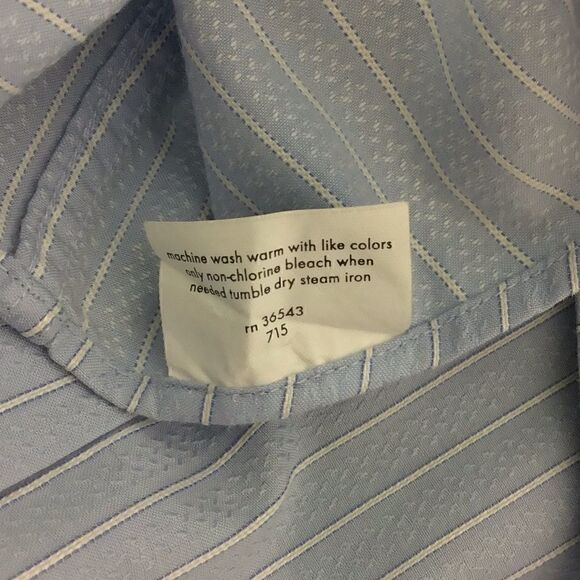 machine wash warm with like colors
only non-chlorine bleach when
needed tumble dry steam iron
rn 36543
715